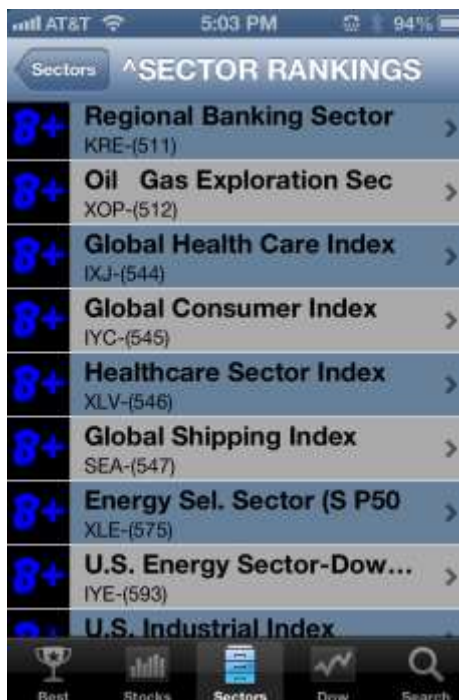 AT&T 5:03 PM 94%
Sectors ^SECTOR RANKINGS
8+ Regional Banking Sector
KRE-(511)
8+ Oil Gas Exploration Sec
XOP-(512)
8+ Global Health Care Index
IXJ-(544)
8+ Global Consumer Index
IYC-(545)
8+ Healthcare Sector Index
XLV-(546)
8+ Global Shipping Index
SEA-(547)
8+ Energy Sel. Sector (S P50
XLE-(575)
8+ U.S. Energy Sector-Dow...
IYE-(593)
8+ U.S. Industrial Index
Best Stocks Sectors Dow Search